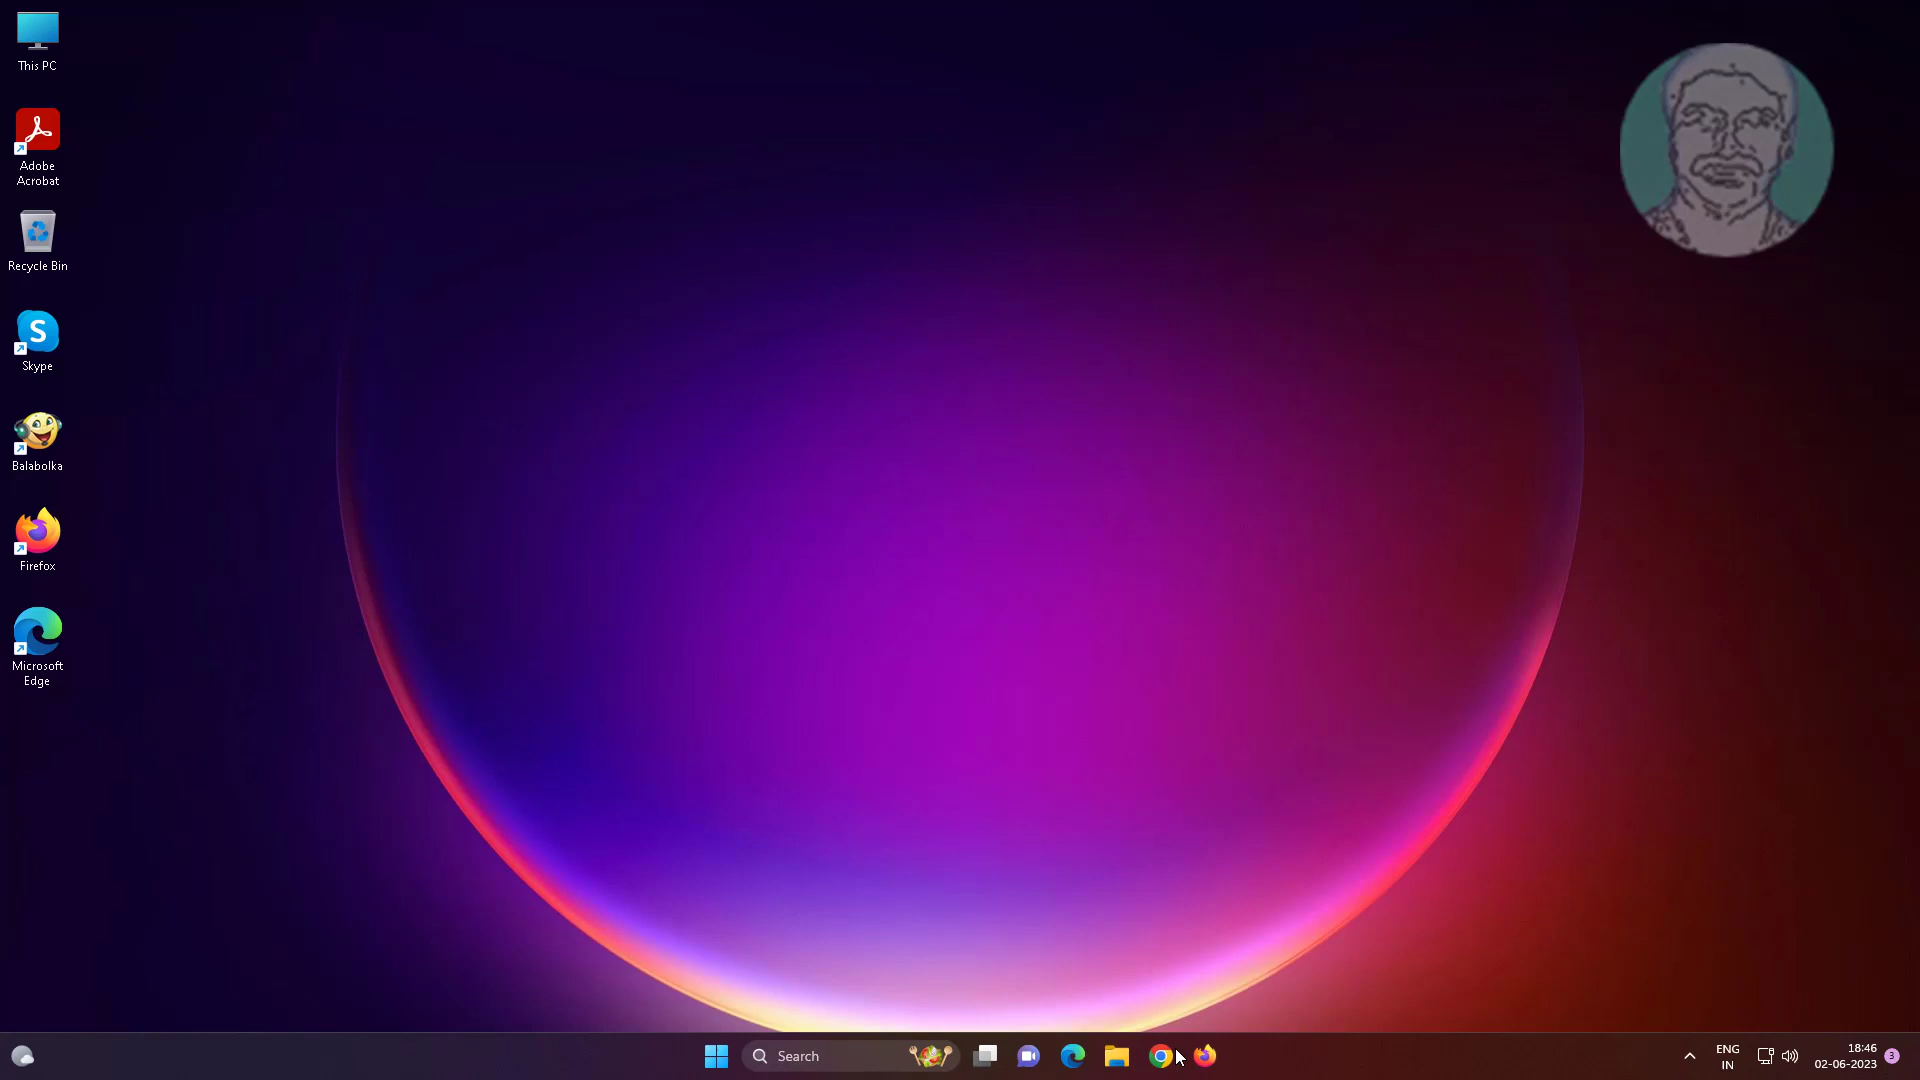 This PC
Adobe
Acrobat
Recycle Bin
S
Skype
Balabolka
Firefox
Microsoft
Edge
Search
ENG
IN
18:46
02-06-2023
3